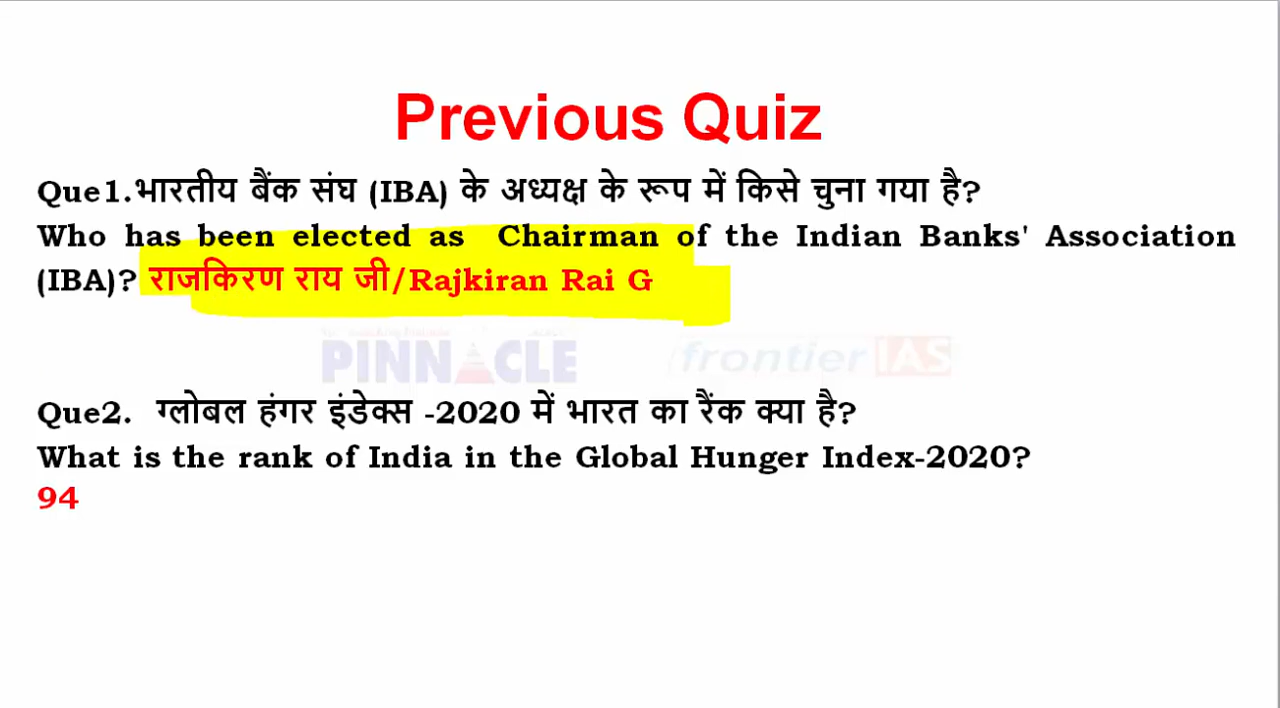 Previous Quiz
Que1.भारतीय बैंक संघ (IBA) के अध्यक्ष के रूप में किसे चुना गया है?
Who has been elected as Chairman of the Indian Banks' Association
(IBA)? राजकिरण राय जी/Rajkiran Rai G
PINNACLE frontier IAS
Que2. ग्लोबल हंगर इंडेक्स -2020 में भारत का रैंक क्या है?
What is the rank of India in the Global Hunger Index-2020?
94